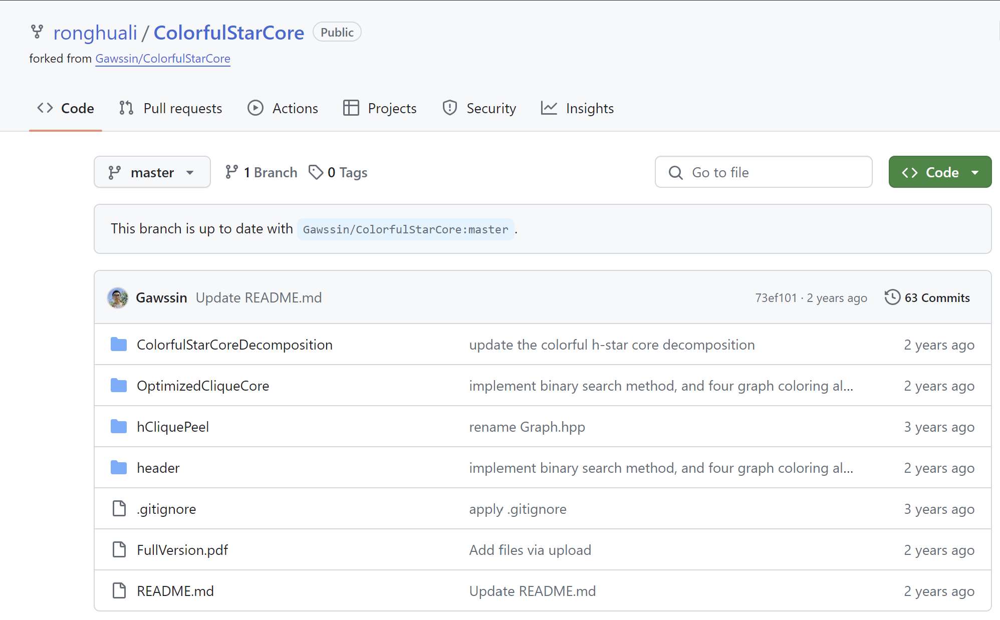 ronghuali / ColorfulStarCore Public
forked from Gawssin/ColorfulStarCore
Code Pull requests Actions Projects Security Insights
master 1 Branch 0 Tags Go to file Code
This branch is up to date with Gawssin/ColorfulStarCore:master .
Gawssin Update README.md 73ef101 · 2 years ago 63 Commits
ColorfulStarCoreDecomposition update the colorful h-star core decomposition 2 years ago
OptimizedCliqueCore implement binary search method, and four graph coloring al... 2 years ago
hCliquePeel rename Graph.hpp 3 years ago
header implement binary search method, and four graph coloring al... 2 years ago
.gitignore apply .gitignore 3 years ago
FullVersion.pdf Add files via upload 2 years ago
README.md Update README.md 2 years ago